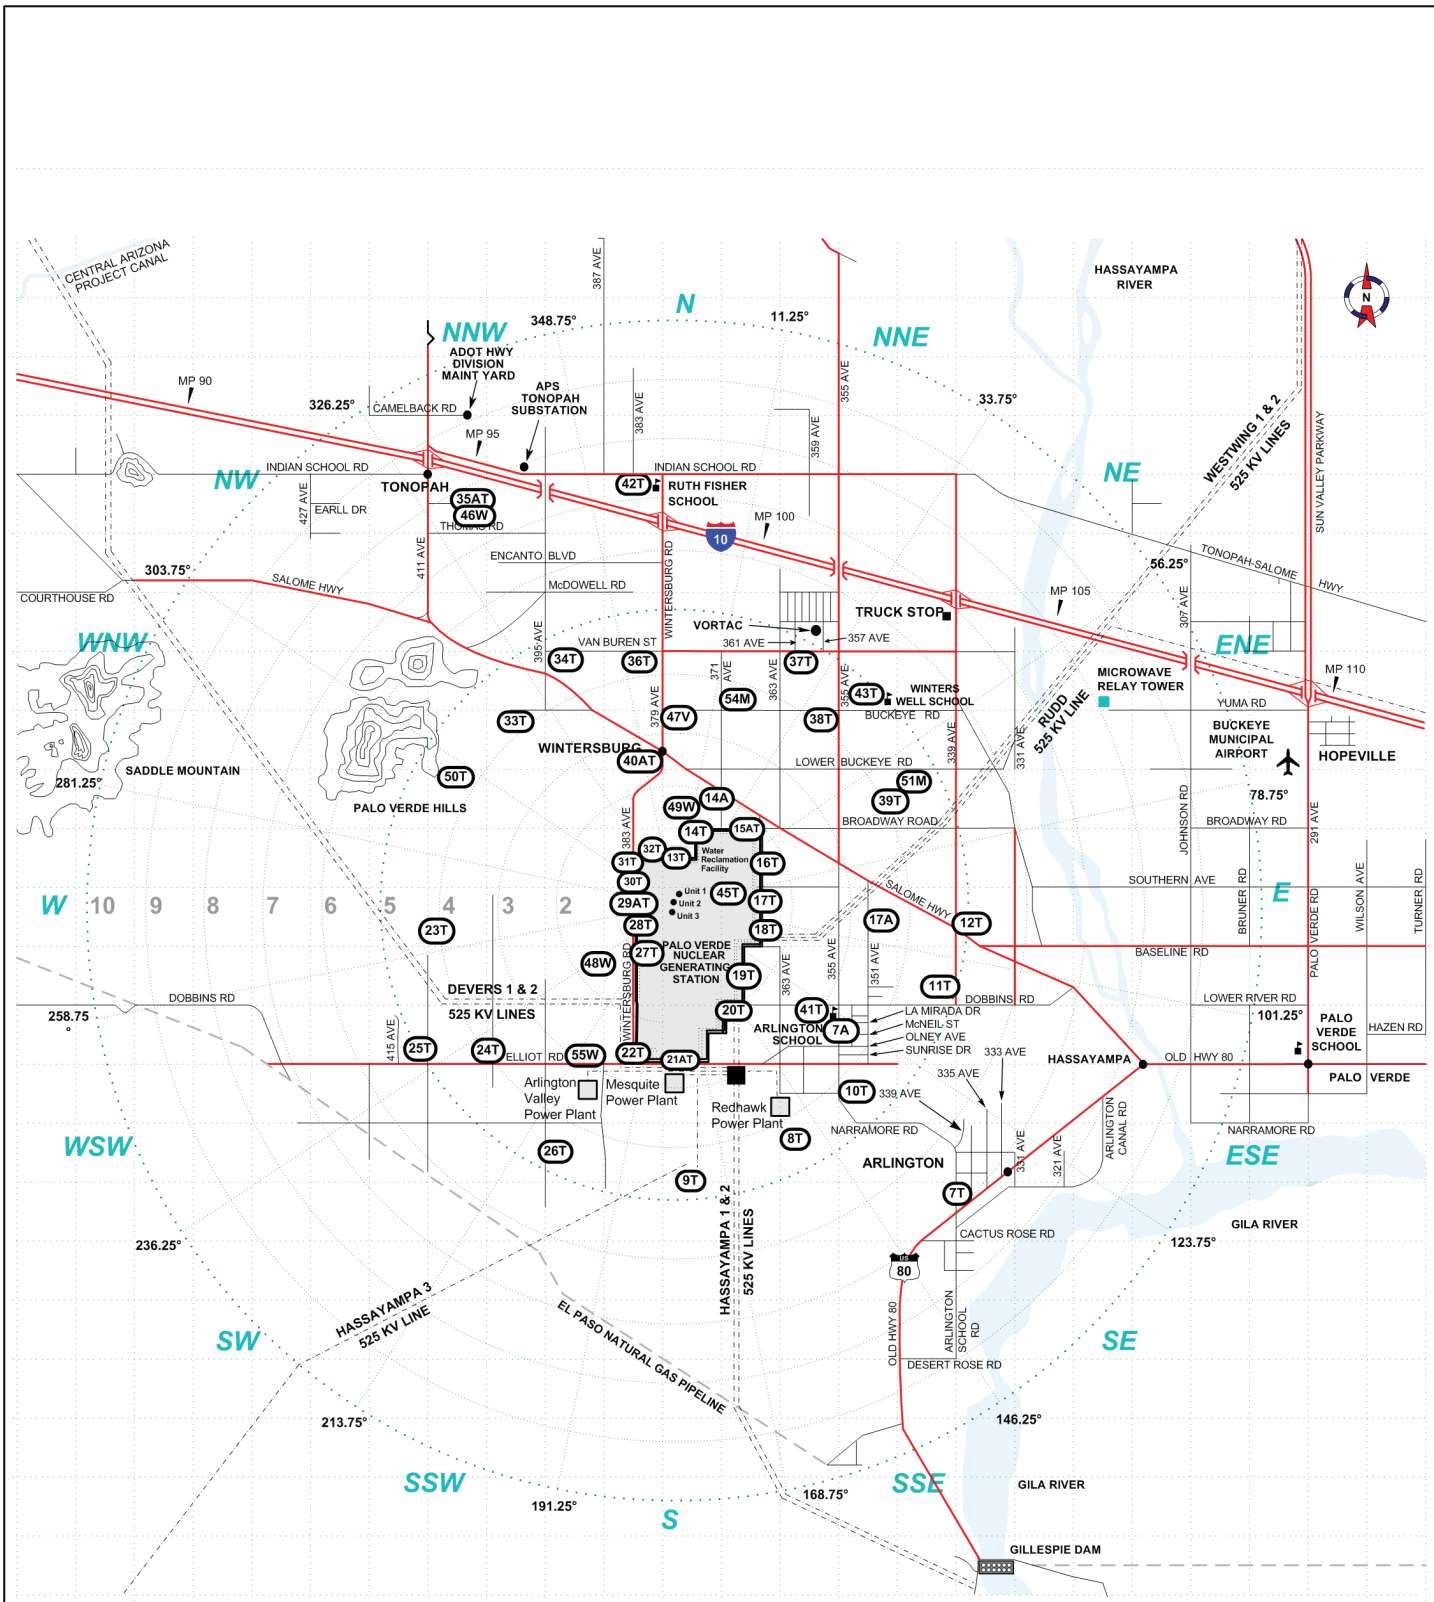 CENTRAL ARIZONA
PROJECT CANAL
387 AVE
N
348.75°
11.25°
NNW
NNE
HASSAYAMPA
RIVER
N
ADOT HWY
DIVISION
MAINT YARD
MP 90
326.25°
CAMELBACK RD
APS
TONOPAH
SUBSTATION
383 AVE
355 AVE
359 AVE
33.75°
WESTWING 1 & 2
525 KV LINES
SUN VALLEY PARKWAY
MP 95
INDIAN SCHOOL RD
INDIAN SCHOOL RD
NW
NE
TONOPAH
42T
RUTH FISHER
SCHOOL
427 AVE
EARLL DR
35AT
46W
THOMAS RD
MP 100
10
411 AVE
ENCANTO BLVD
WINTERSBURG RD
TONOPAH-SALOME HWY
303.75°
56.25°
SALOME HWY
McDOWELL RD
COURTHOUSE RD
MP 105
307 AVE
TRUCK STOP
VORTAC
361 AVE
357 AVE
WNW
ENE
395 AVE
VAN BUREN ST
34T
36T
371
AVE
363 AVE
37T
355 AVE
MP 110
MICROWAVE
RELAY TOWER
43T
WINTERS
WELL SCHOOL
54M
33T
379 AVE
47V
38T
BUCKEYE RD
YUMA RD
RUDD
525 KV LINE
BUCKEYE
MUNICIPAL
AIRPORT
339 AVE
331 AVE
WINTERSBURG
HOPEVILLE
40AT
LOWER BUCKEYE RD
SADDLE MOUNTAIN
281.25°
50T
51M
78.75°
PALO VERDE HILLS
49W
14A
39T
JOHNSON RD
383 AVE
14T
15AT
BROADWAY ROAD
BROADWAY RD
291 AVE
32T
13T
Water
Reclamation
Facility
31T
16T
30T
SOUTHERN AVE
BRUNER RD
WILSON AVE
TURNER RD
W
10
9
8
7
6
5
4
3
2
Unit 1
Unit 2
Unit 3
45T
29AT
17T
E
SALOME HWY
23T
28T
18T
17A
12T
PALO VERDE RD
27T
PALO VERDE
NUCLEAR
GENERATING
STATION
48W
BASELINE RD
WINTERSBURG RD
19T
363 AVE
355 AVE
351 AVE
11T
DEVERS 1 & 2
525 KV LINES
DOBBINS RD
DOBBINS RD
LOWER RIVER RD
258.75
°
20T
41T
LA MIRADA DR
101.25°
PALO
VERDE
SCHOOL
HAZEN RD
415 AVE
ARLINGTON
SCHOOL
7A
McNEIL ST
OLNEY AVE
SUNRISE DR
25T
24T
ELLIOT RD
55W
22T
21AT
333 AVE
HASSAYAMPA
OLD HWY 80
335 AVE
PALO VERDE
Arlington
Valley
Power Plant
Mesquite
Power Plant
Redhawk
Power Plant
10T
339 AVE
ARLINGTON
CANAL RD
NARRAMORE RD
NARRAMORE RD
WSW
26T
8T
ARLINGTON
331 AVE
321 AVE
ESE
9T
7T
HASSAYAMPA 1 & 2
525 KV LINES
GILA RIVER
CACTUS ROSE RD
236.25°
123.75°
US
80
HASSAYAMPA 3
525 KV LINE
EL PASO NATURAL GAS PIPELINE
OLD HWY 80
ARLINGTON
SCHOOL
RD
SW
SE
DESERT ROSE RD
213.75°
146.25°
SSW
SSE
GILA RIVER
191.25°
168.75°
S
GILLESPIE DAM